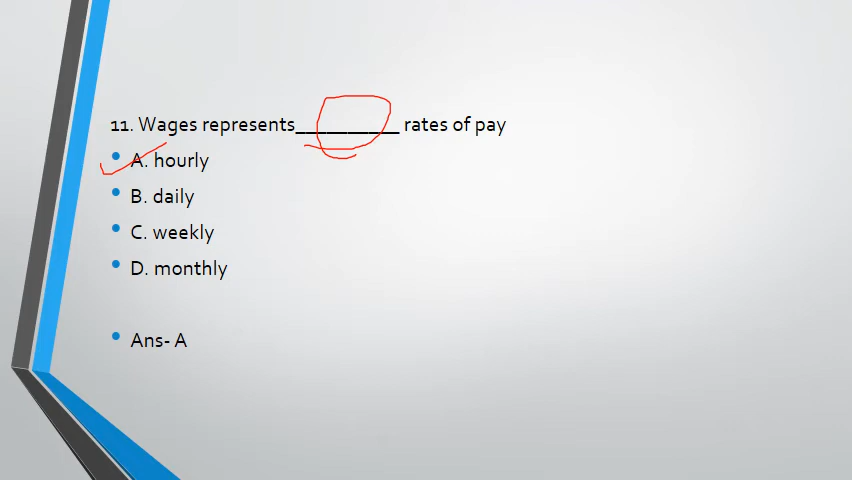 11. Wages represents__________ rates of pay
A. hourly
B. daily
C. weekly
D. monthly
Ans- A